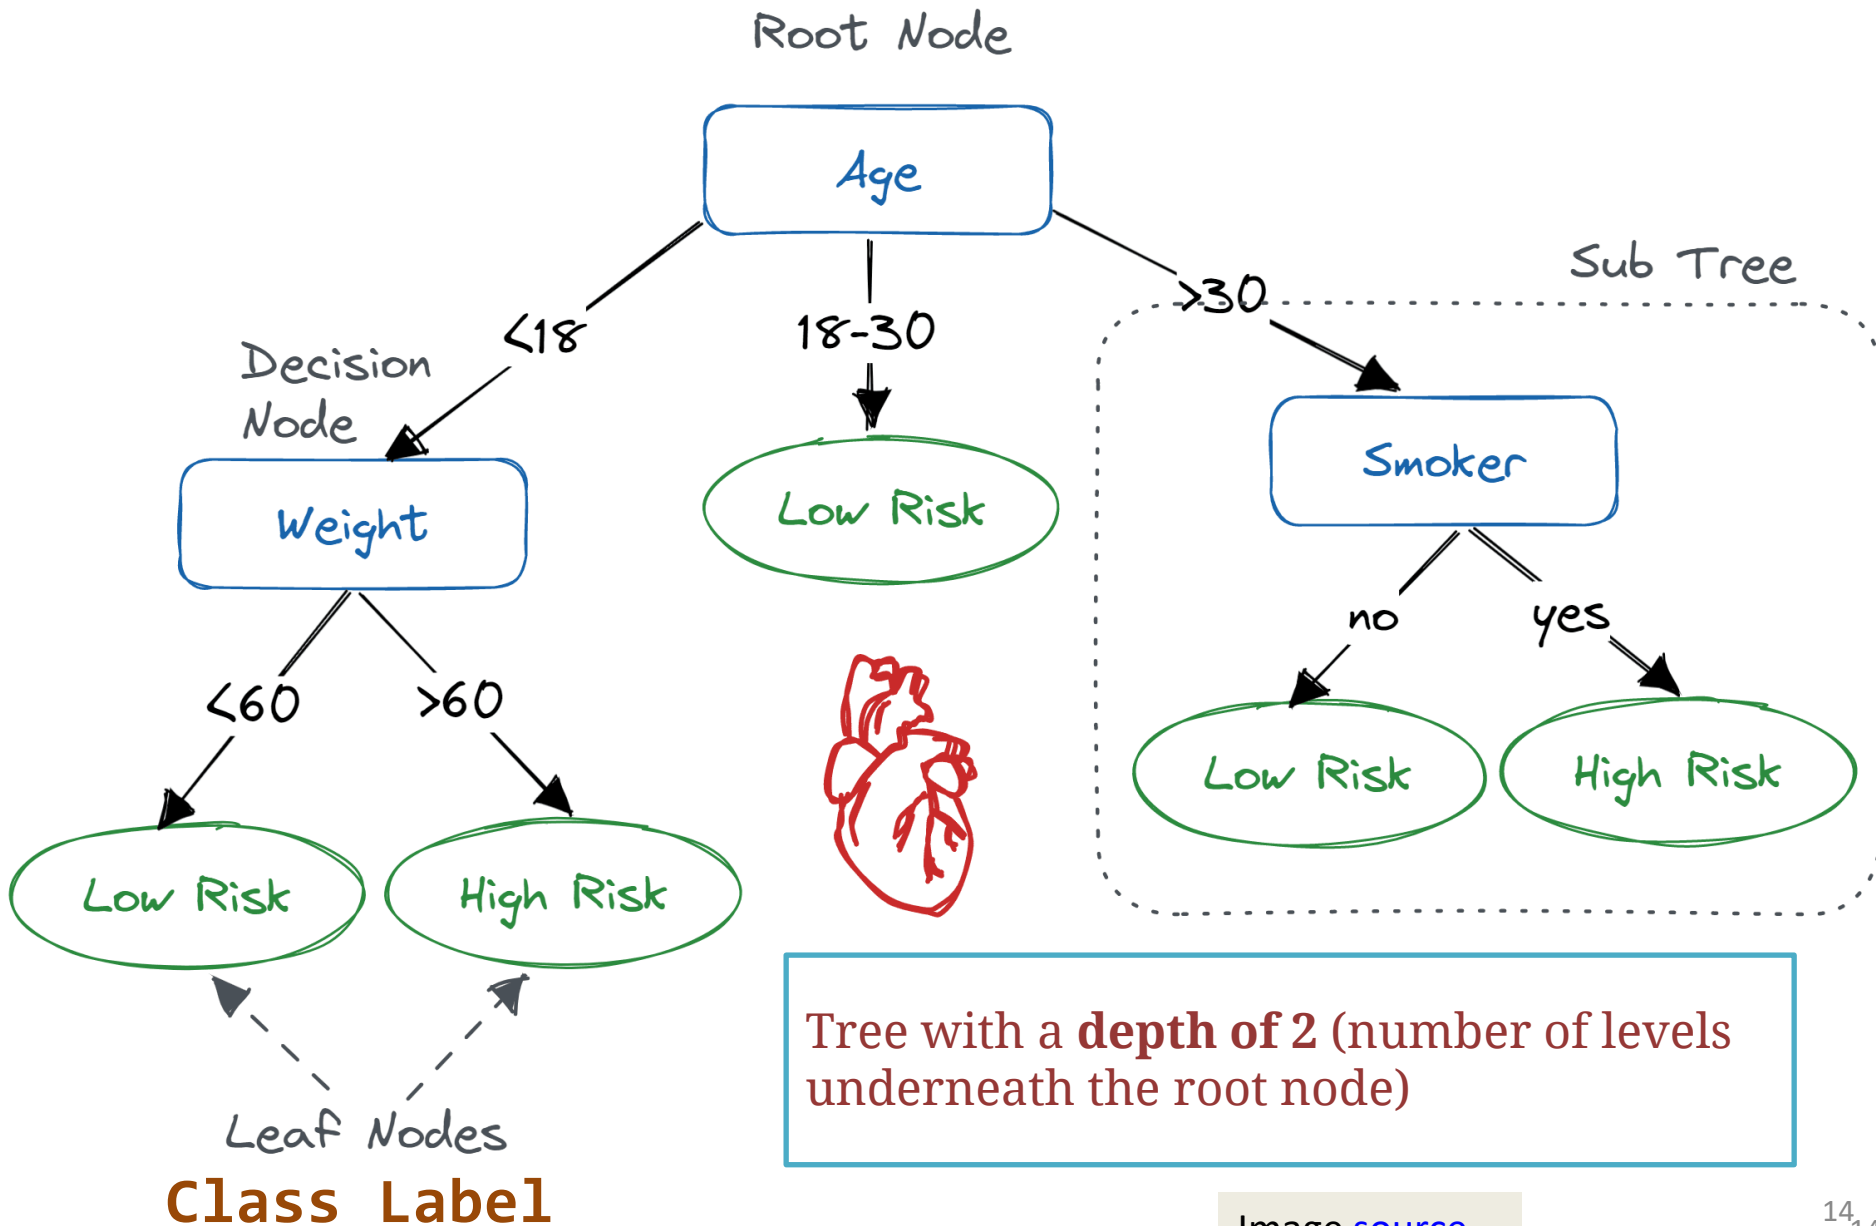 Root Node
Age
Sub Tree
>30
<18
18-30
Decision
Node
Smoker
Weight
Low Risk
no
yes
<60
>60
Low Risk
High Risk
Low Risk
High Risk
Tree with a depth of 2 (number of levels
underneath the root node)
Leaf Nodes
Class Label
Image source
14